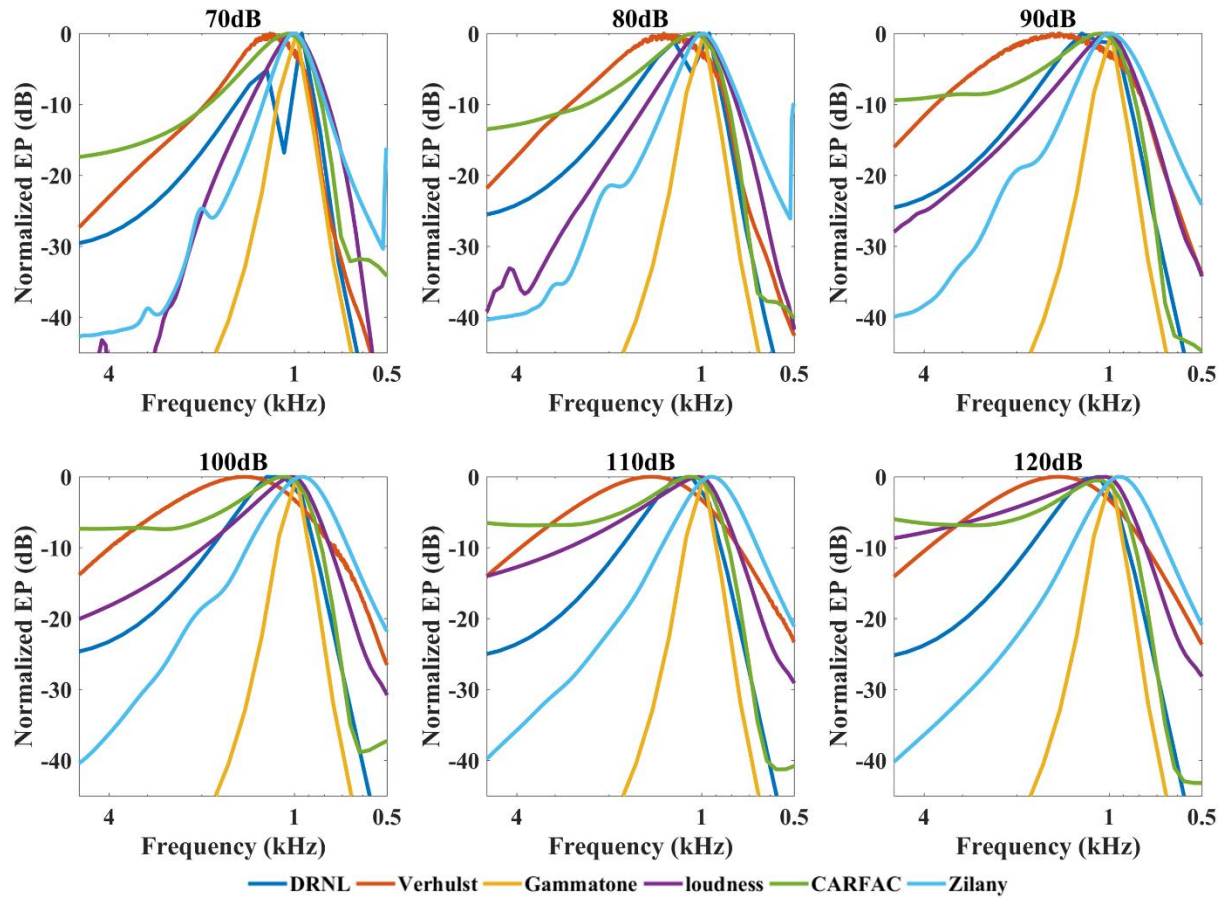 70dB
80dB
90dB
0
-10
-20
-30
-40
Normalized EP (dB)
4
1
0.5
Frequency (kHz)
0
-10
-20
-30
-40
Normalized EP (dB)
4
1
0.5
Frequency (kHz)
0
-10
-20
-30
-40
Normalized EP (dB)
4
1
0.5
Frequency (kHz)
100dB
110dB
120dB
0
-10
-20
-30
-40
Normalized EP (dB)
4
1
0.5
Frequency (kHz)
0
-10
-20
-30
-40
Normalized EP (dB)
4
1
0.5
Frequency (kHz)
0
-10
-20
-30
-40
Normalized EP (dB)
4
1
0.5
Frequency (kHz)
DRNL Verhulst Gammatone loudness CARFAC Zilany